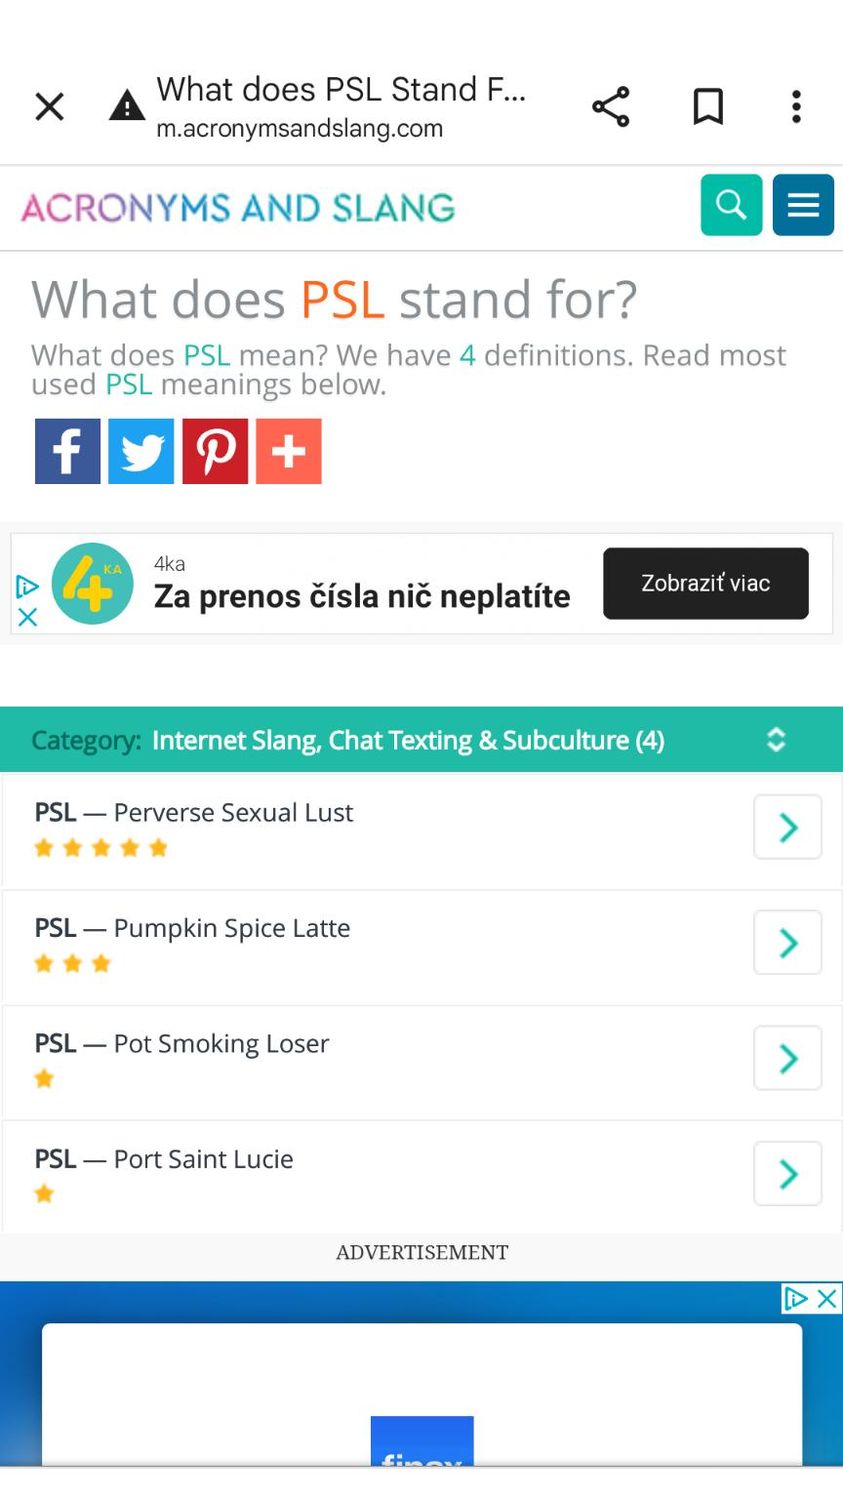 What does PSL Stand F...
m.acronymsandslang.com
ACRONYMS AND SLANG
What does PSL stand for?
What does PSL mean? We have 4 definitions. Read most
used PSL meanings below.
4KA
4ka
Za prenos čísla nič neplatíte
Zobraziť viac
Category: Internet Slang, Chat Texting & Subculture (4)
PSL — Perverse Sexual Lust
PSL — Pumpkin Spice Latte
PSL — Pot Smoking Loser
PSL — Port Saint Lucie
ADVERTISEMENT